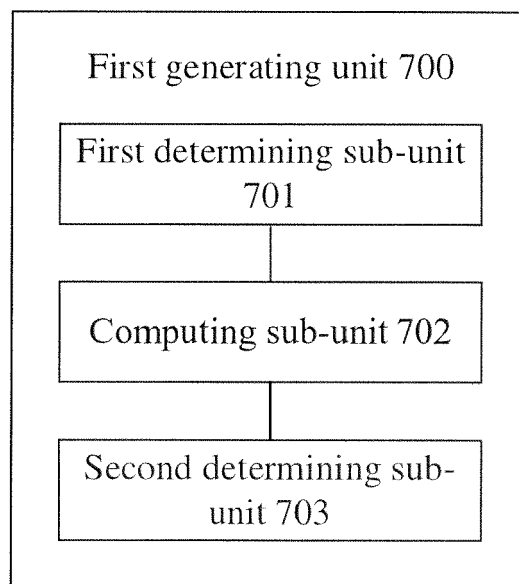 First generating unit 700
First determining sub-unit
701
Computing sub-unit 702
Second determining sub-
unit 703